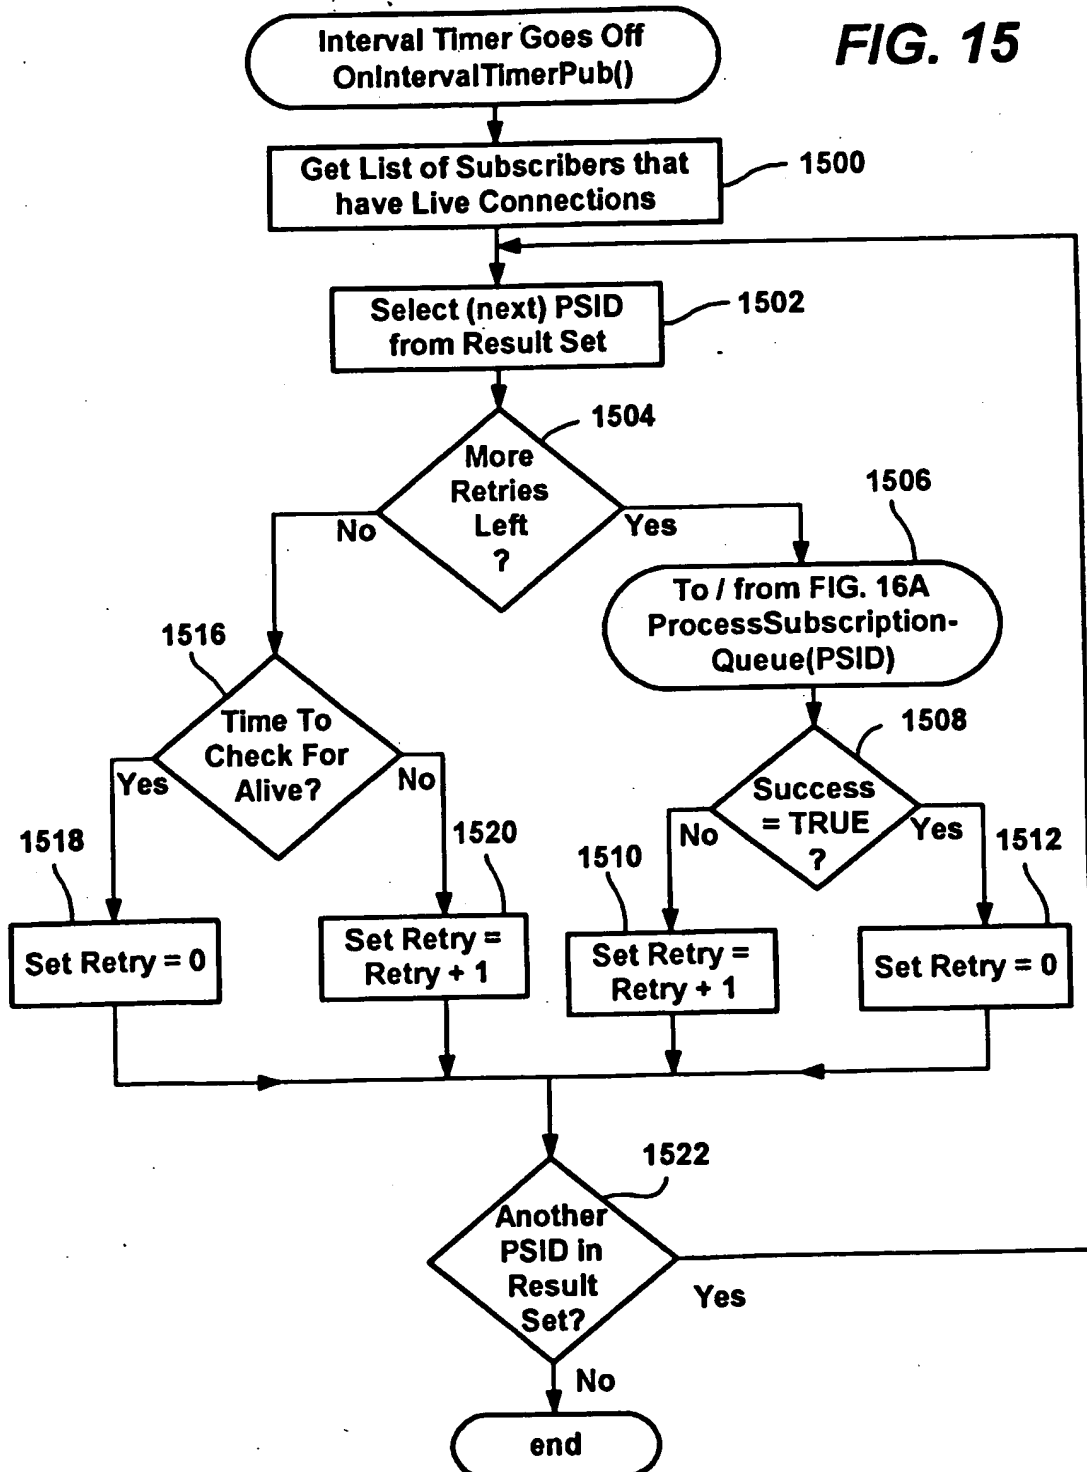 Interval Timer Goes Off
OnIntervalTimerPub()
FIG. 15
Get List of Subscribers that
have Live Connections
1500
Select (next) PSID
from Result Set
1502
More
Retries
Left
?
1504
No
Yes
1506
To / from FIG. 16A
ProcessSubscription-
Queue(PSID)
1516
Time To
Check For
Alive?
Yes
No
1508
Success
= TRUE
?
No
Yes
1518
Set Retry = 0
1520
Set Retry =
Retry + 1
1510
Set Retry =
Retry + 1
1512
Set Retry = 0
1522
Another
PSID in
Result
Set?
Yes
No
end